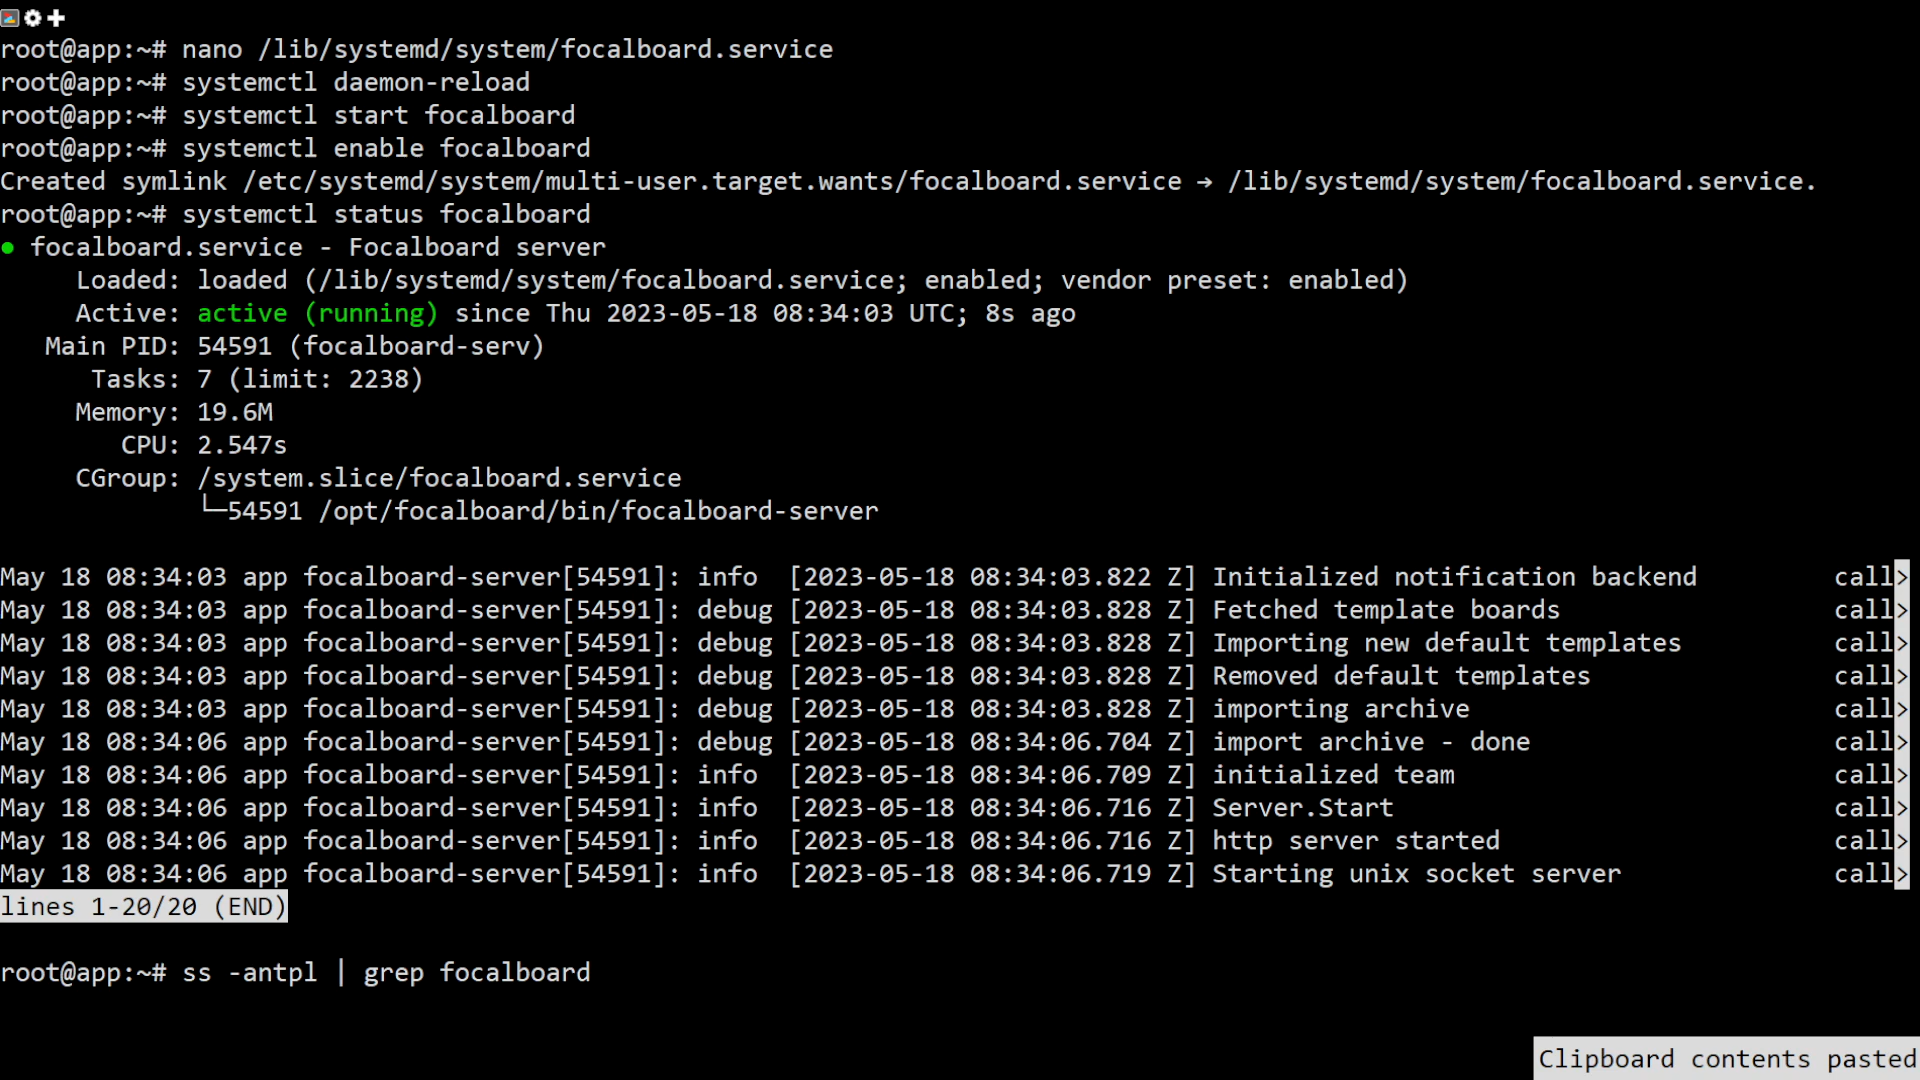 root@app:~# nano /lib/systemd/system/focalboard.service
root@app:~# systemctl daemon-reload
root@app:~# systemctl start focalboard
root@app:~# systemctl enable focalboard
Created symlink /etc/systemd/system/multi-user.target.wants/focalboard.service → /lib/systemd/system/focalboard.service.
root@app:~# systemctl status focalboard
● focalboard.service - Focalboard server
     Loaded: loaded (/lib/systemd/system/focalboard.service; enabled; vendor preset: enabled)
     Active: active (running) since Thu 2023-05-18 08:34:03 UTC; 8s ago
   Main PID: 54591 (focalboard-serv)
      Tasks: 7 (limit: 2238)
     Memory: 19.6M
        CPU: 2.547s
     CGroup: /system.slice/focalboard.service
             └─54591 /opt/focalboard/bin/focalboard-server
May 18 08:34:03 app focalboard-server[54591]: info  [2023-05-18 08:34:03.822 Z] Initialized notification backend         call>
May 18 08:34:03 app focalboard-server[54591]: debug [2023-05-18 08:34:03.828 Z] Fetched template boards                  call>
May 18 08:34:03 app focalboard-server[54591]: debug [2023-05-18 08:34:03.828 Z] Importing new default templates          call>
May 18 08:34:03 app focalboard-server[54591]: debug [2023-05-18 08:34:03.828 Z] Removed default templates                call>
May 18 08:34:03 app focalboard-server[54591]: debug [2023-05-18 08:34:03.828 Z] importing archive                        call>
May 18 08:34:06 app focalboard-server[54591]: debug [2023-05-18 08:34:06.704 Z] import archive - done                    call>
May 18 08:34:06 app focalboard-server[54591]: info  [2023-05-18 08:34:06.709 Z] initialized team                         call>
May 18 08:34:06 app focalboard-server[54591]: info  [2023-05-18 08:34:06.716 Z] Server.Start                             call>
May 18 08:34:06 app focalboard-server[54591]: info  [2023-05-18 08:34:06.716 Z] http server started                      call>
May 18 08:34:06 app focalboard-server[54591]: info  [2023-05-18 08:34:06.719 Z] Starting unix socket server              call>
lines 1-20/20 (END)
root@app:~# ss -antpl | grep focalboard
Clipboard contents pasted